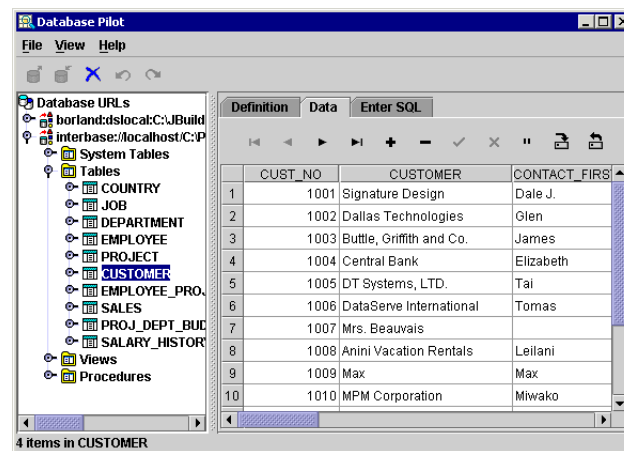 Database Pilot
File View Help
Database URLs
borland:dslocal:C:\JBuild
interbase://localhost/C:\P
System Tables
Tables
COUNTRY
JOB
DEPARTMENT
EMPLOYEE
PROJECT
CUSTOMER
EMPLOYEE_PROJ
SALES
PROJ_DEPT_BUD
SALARY_HISTOR
Views
Procedures
Definition Data Enter SQL
CUST_NO CUSTOMER CONTACT_FIRS
1 1001 Signature Design Dale J.
2 1002 Dallas Technologies Glen
3 1003 Buttle, Griffith and Co. James
4 1004 Central Bank Elizabeth
5 1005 DT Systems, LTD. Tai
6 1006 DataServe International Tomas
7 1007 Mrs. Beauvais
8 1008 Anini Vacation Rentals Leilani
9 1009 Max Max
10 1010 MPM Corporation Miwako
4 items in CUSTOMER